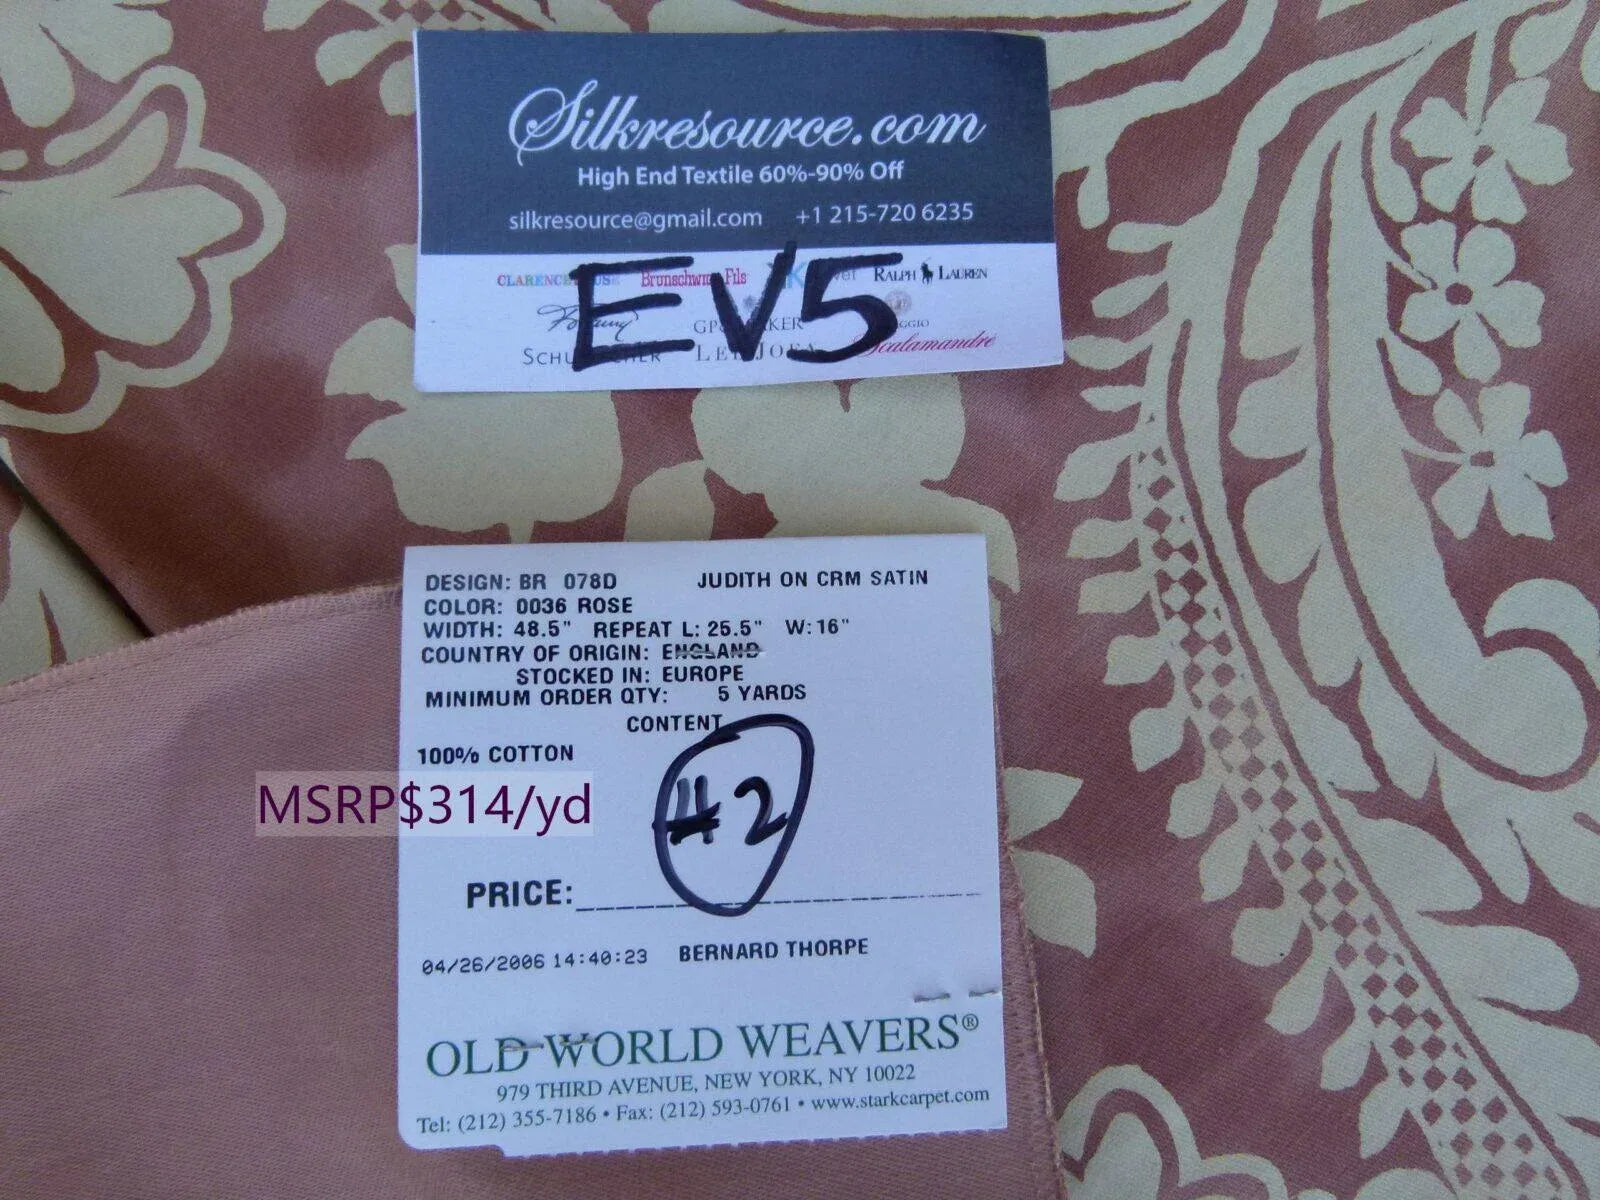 Silkresource.com
High End Textile 60%-90% Off
silkresource@gmail.com +1 215-720 6235
Brunschwig Fils RALPH LAUREN
EV5
Scalamandré
DESIGN: BR 078D JUDITH ON CRM SATIN
COLOR: 0036 ROSE
WIDTH: 48.5" REPEAT L: 25.5" W: 16"
COUNTRY OF ORIGIN: ENGLAND
STOCKED IN: EUROPE
MINIMUM ORDER QTY: 5 YARDS
CONTENT
100% COTTON
MSRP$314/yd
#2
PRICE:
04/26/2006 14:40:23 BERNARD THORPE
OLD WORLD WEAVERS®
979 THIRD AVENUE, NEW YORK, NY 10022
Tel: (212) 355-7186 • Fax: (212) 593-0761 • www.starkcarpet.com